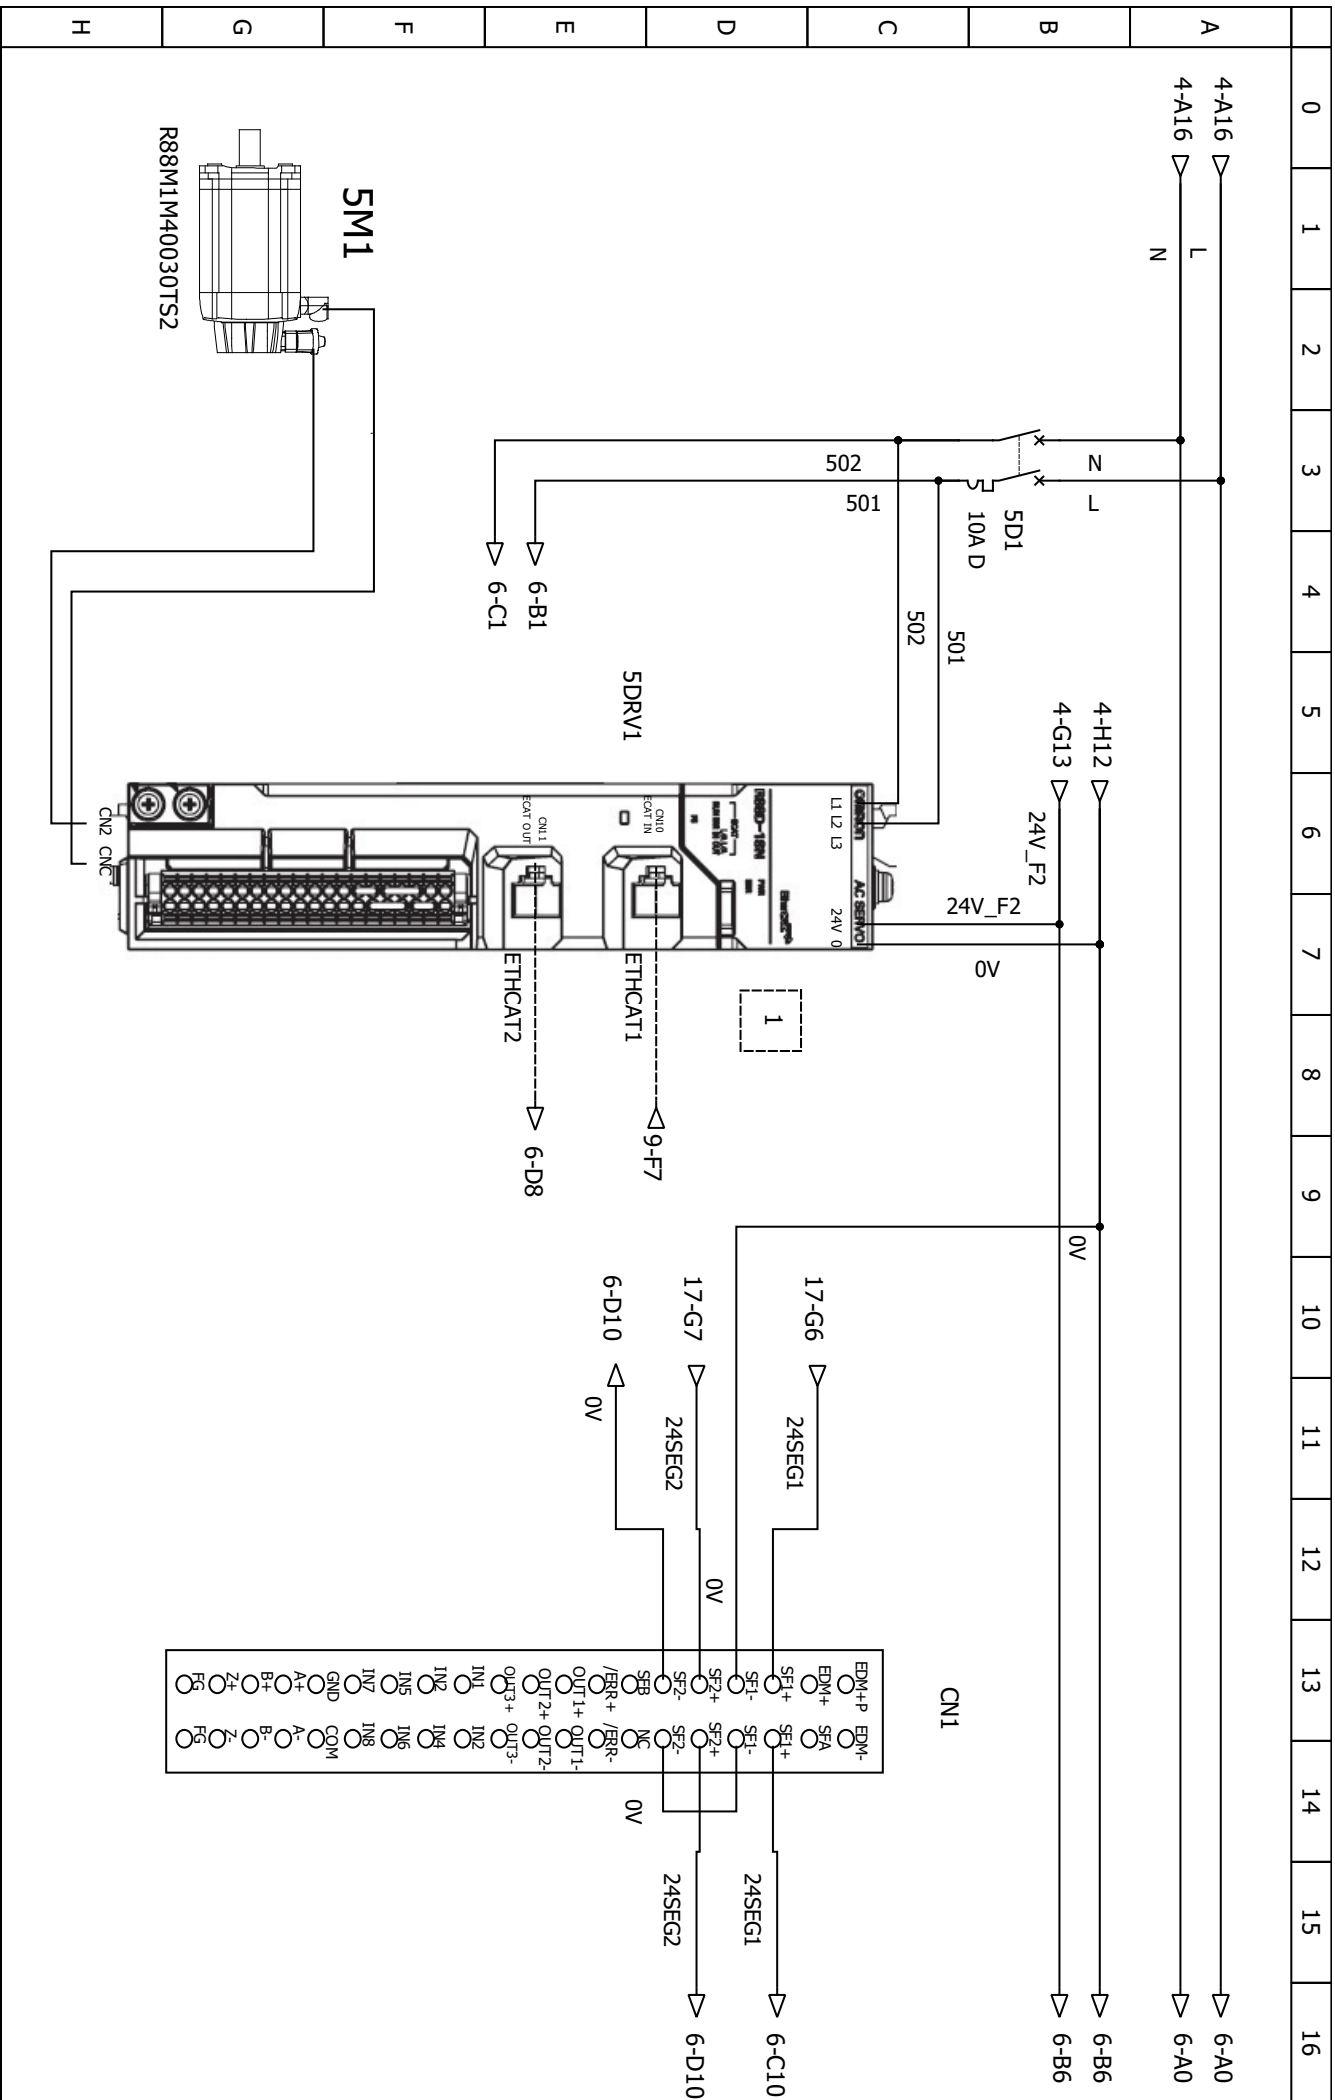 0 1 2 3 4 5 6 7 8 9 10 11 12 13 14 15 16
A
B
C
D
E
F
G
H
4-A16
4-A16
L
N
6-A0
6-A0
4-H12
4-G13
24V_F2
0V
6-B6
6-B6
N
L
5D1
10A D
502
501
501
502
24V_F2
0V
6-B1
6-C1
5DRV1
OMRON
AC SERVO
L1 L2 L3
24V 0
R88D-1SN
EtherCAT
CN10
ECAT IN
CN11
ECAT OUT
1
ETHCAT1
9-F7
ETHCAT2
6-D8
CN2 CNC
5M1
R88M1M40030TS2
17-G6
24SEG1
17-G7
24SEG2
0V
6-D10
0V
CN1
EDM+P EDM-
EDM+ SFA
SF1+ SF1+
SF1- SF1-
SF2+ SF2+
SF2- SF2-
SFB NC
/ERR+ /ERR-
OUT1+ OUT1-
OUT2+ OUT2-
OUT3+ OUT3-
IN1 IN2
IN2 IN4
IN5 IN6
IN7 IN8
GND COM
A+ A-
B+ B-
Z+ Z-
FG FG
0V
24SEG1
6-C10
24SEG2
6-D10